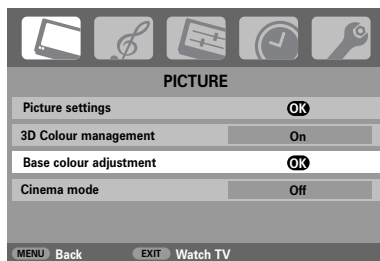 PICTURE
Picture settings OK
3D Colour management On
Base colour adjustment OK
Cinema mode Off
MENU Back EXIT Watch TV